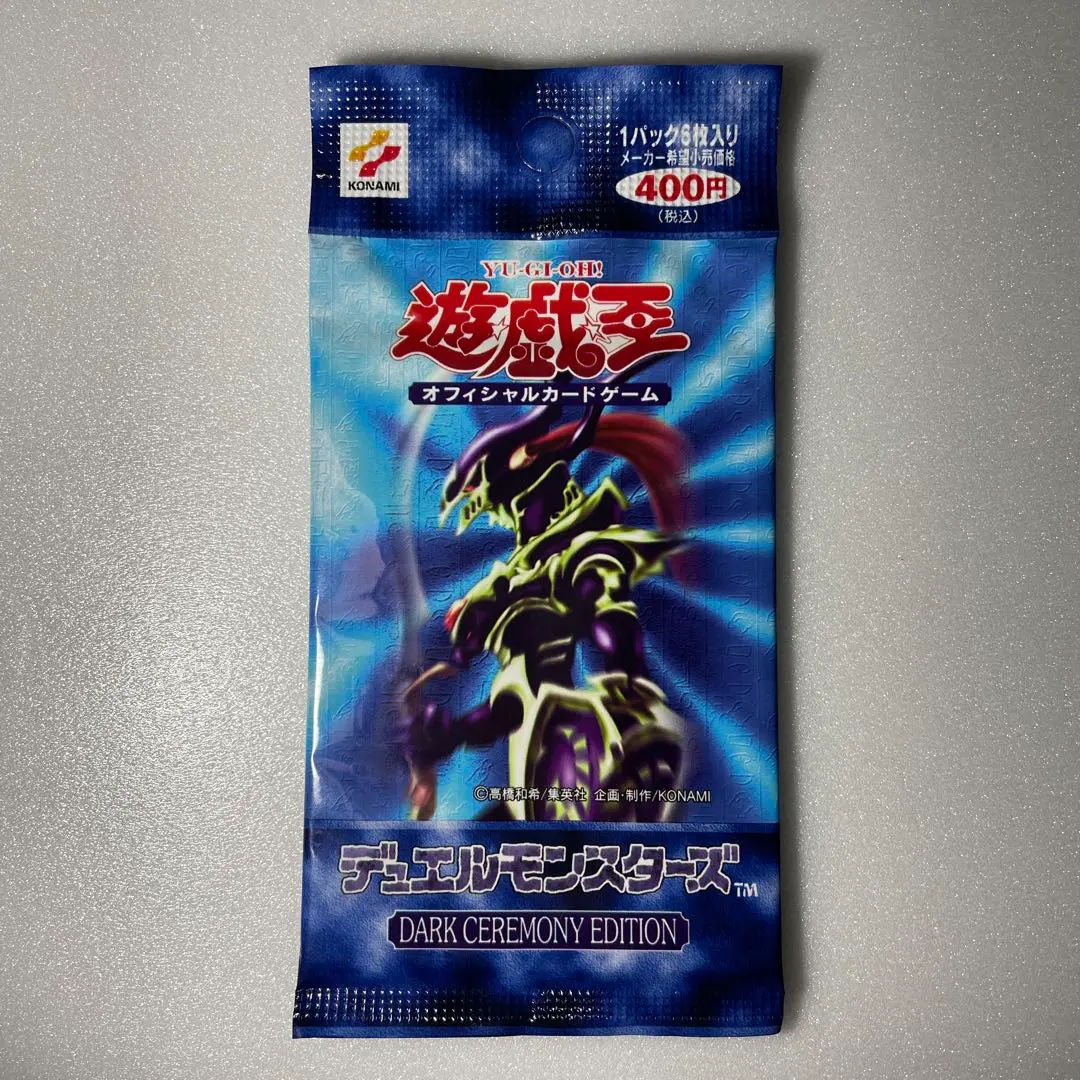 KONAMI
1パック6枚入り
メーカー希望小売価格
400円
(税込)
YU-GI-OH!
遊☆戯☆王
オフィシャルカードゲーム
©高橋和希/集英社 企画・制作/KONAMI
デュエルモンスターズ™
DARK CEREMONY EDITION